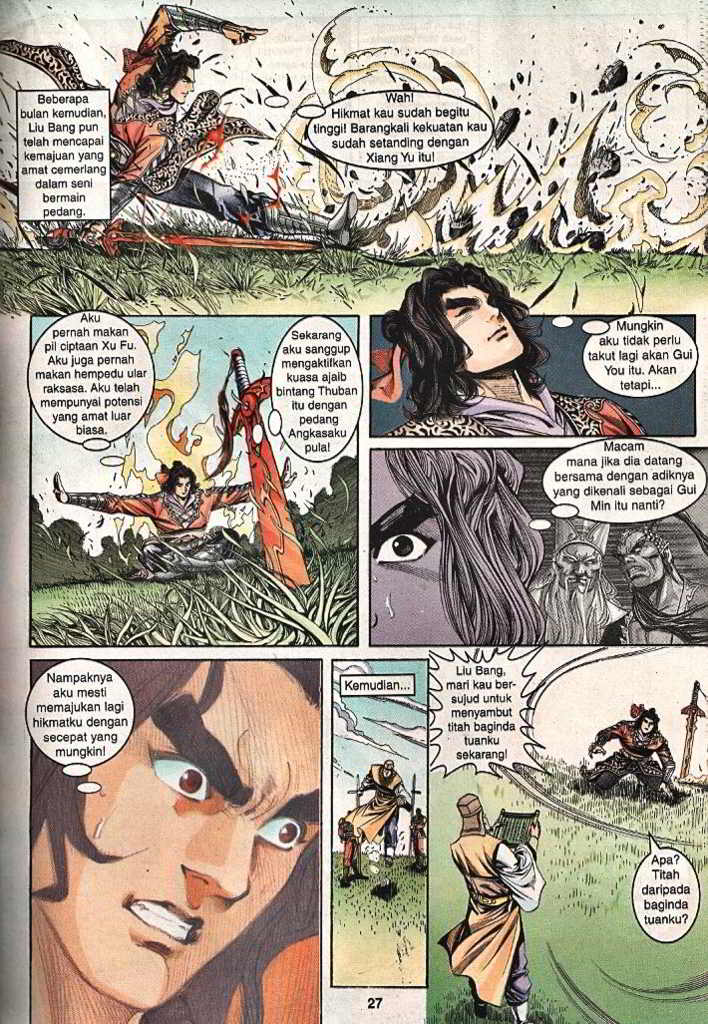 Beberapa
bulan kemudian,
Liu Bang pun
telah mencapai
kemajuan yang
amat cemerlang
dalam seni
bermain
pedang.
Wah!
Hikmat kau sudah begitu
tinggi! Barangkali kekuatan kau
sudah setanding dengan
Xiang Yu itu!
Aku
pernah makan
pil ciptaan Xu Fu.
Aku juga pernah
makan hempedu ular
raksasa. Aku telah
mempunyai potensi
yang amat luar
biasa.
Sekarang
aku sanggup
mengaktifkan
kuasa ajaib
bintang Thuban
itu dengan
pedang
Angkasaku
pula!
Mungkin
aku tidak perlu
takut lagi akan Gui
You itu. Akan
tetapi...
Macam
mana jika dia datang
bersama dengan adiknya
yang dikenali sebagai Gui
Min itu nanti?
Nampaknya
aku mesti
memajukan lagi
hikmatku dengan
secepat yang
mungkin!
Kemudian...
Liu Bang,
mari kau ber-
sujud untuk
menyambut
titah baginda
tuanku
sekarang!
Apa?
Titah
daripada
baginda
tuanku?
27